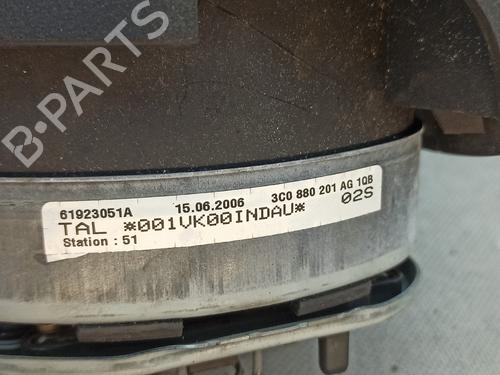 B-PARTS
61923051A 15.06.2006 3C0 880 201 AG 1QB
TAL *001VK00INDAU* 02S
Station : 51